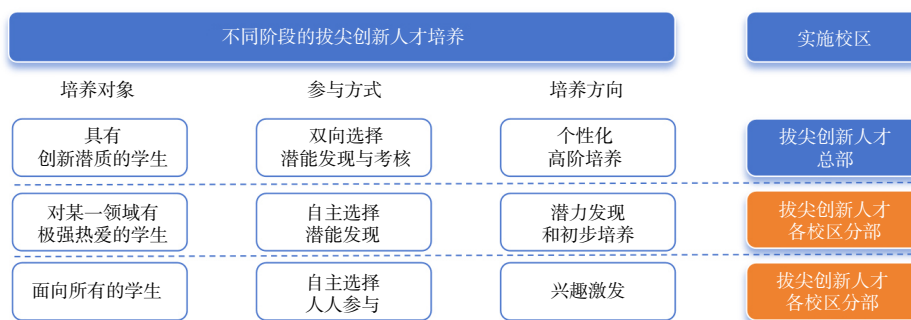 不同阶段的拔尖创新人才培养
实施校区
培养对象
参与方式
培养方向
具有
创新潜质的学生
双向选择
潜能发现与考核
个性化
高阶培养
拔尖创新人才
总部
对某一领域有
极强热爱的学生
自主选择
潜能发现
潜力发现
和初步培养
拔尖创新人才
各校区分部
面向所有的学生
自主选择
人人参与
兴趣激发
拔尖创新人才
各校区分部